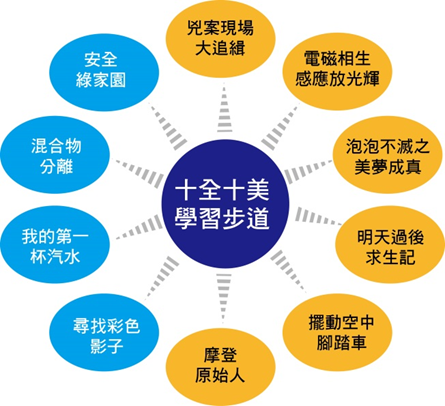 兇案現場
大追緝
電磁相生
感應放光輝
泡泡不滅之
美夢成真
明天過後
求生記
擺動空中
腳踏車
摩登
原始人
尋找彩色
影子
我的第一
杯汽水
混合物
分離
安全
綠家園
十全十美
學習步道